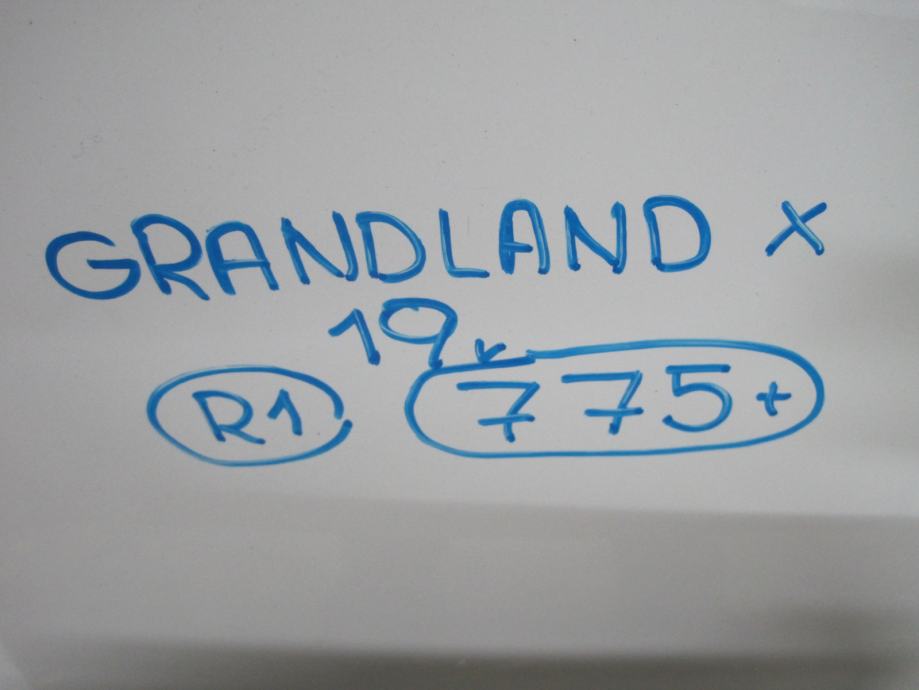 GRANDLAND X
19
R1 775+